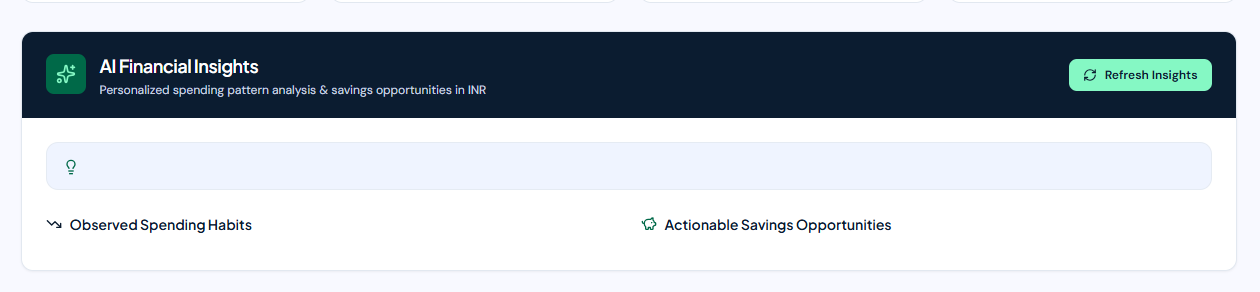 AI Financial Insights
Personalized spending pattern analysis & savings opportunities in INR
Refresh Insights
Observed Spending Habits
Actionable Savings Opportunities